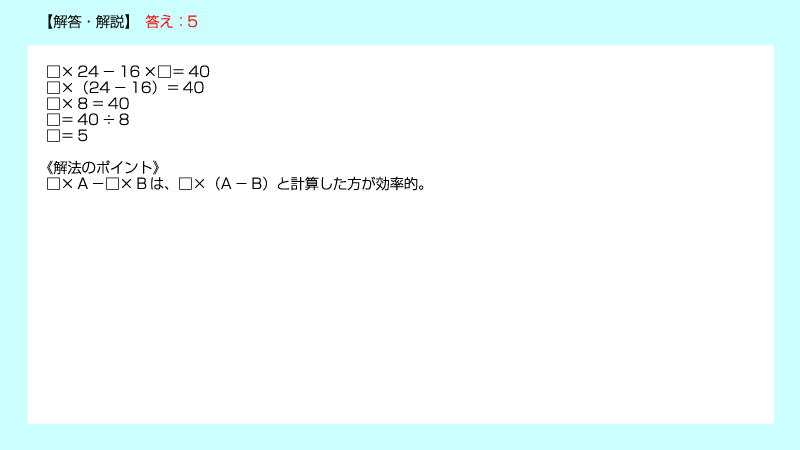 【解答・解説】 答え：5
□×24－16×□＝40
□×（24－16）＝40
□×8＝40
□＝40÷8
□＝5
《解法のポイント》
□×A－□×Bは、□×（A－B）と計算した方が効率的。